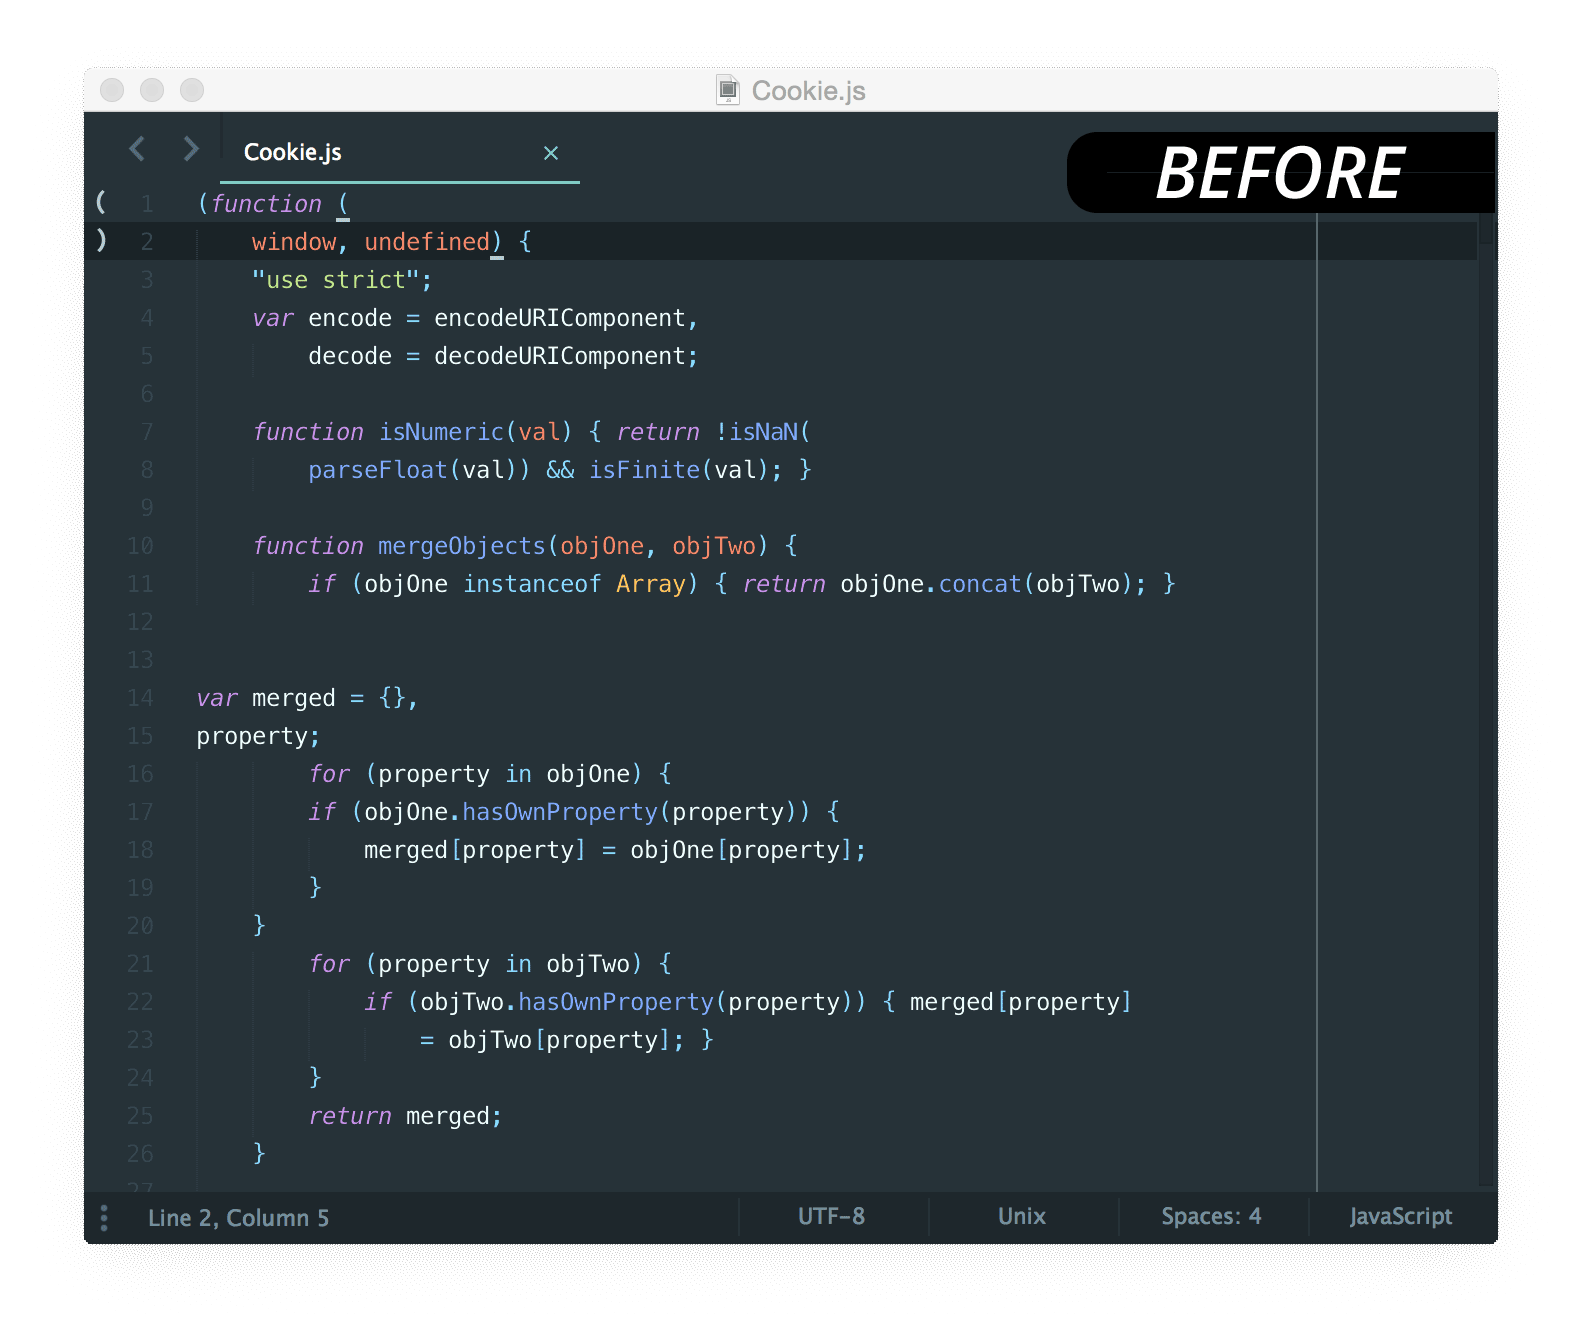 Cookie.js
Cookie.js ×
BEFORE
( 1 (function (
) 2     window, undefined) {
3     "use strict";
4     var encode = encodeURIComponent,
5         decode = decodeURIComponent;
6
7     function isNumeric(val) { return !isNaN(
8         parseFloat(val)) && isFinite(val); }
9
10     function mergeObjects(objOne, objTwo) {
11         if (objOne instanceof Array) { return objOne.concat(objTwo); }
12
13
14 var merged = {},
15 property;
16         for (property in objOne) {
17         if (objOne.hasOwnProperty(property)) {
18             merged[property] = objOne[property];
19         }
20     }
21         for (property in objTwo) {
22             if (objTwo.hasOwnProperty(property)) { merged[property]
23                 = objTwo[property]; }
24         }
25         return merged;
26     }
27
Line 2, Column 5 UTF-8 Unix Spaces: 4 JavaScript